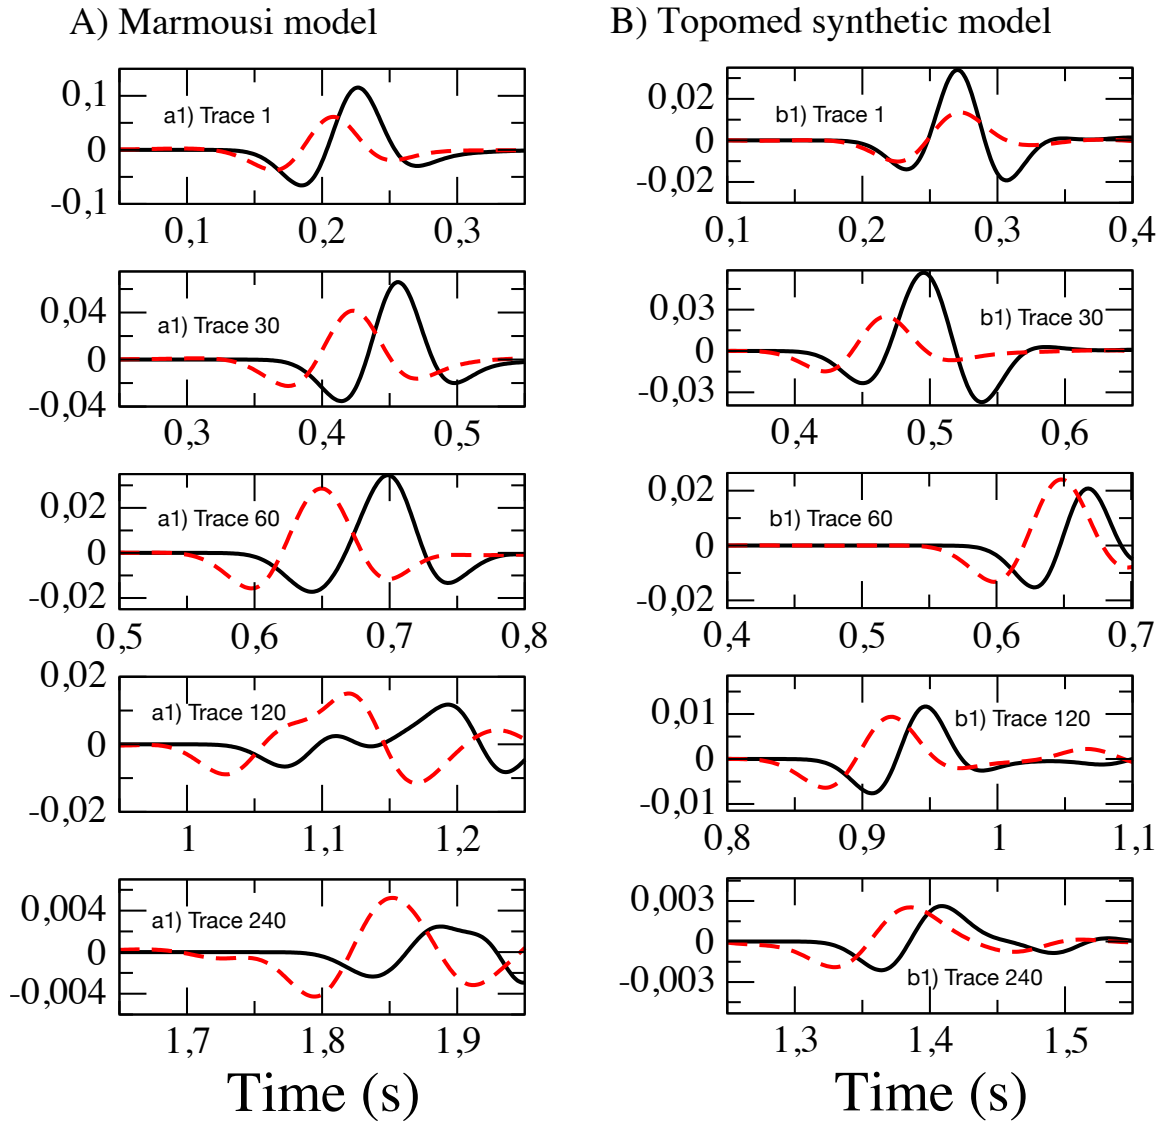 A) Marmousi model
B) Topomed synthetic model
0,1
0
-0,1
a1) Trace 1
0,1 0,2 0,3
0,02
0
-0,02
b1) Trace 1
0,1 0,2 0,3 0,4
0,04
0
-0,04
a1) Trace 30
0,3 0,4 0,5
0,03
0
-0,03
b1) Trace 30
0,4 0,5 0,6
0,02
0
-0,02
a1) Trace 60
0,5 0,6 0,7 0,8
0,02
0
-0,02
b1) Trace 60
0,4 0,5 0,6 0,7
0,02
0
-0,02
a1) Trace 120
1 1,1 1,2
0,01
0
-0,01
b1) Trace 120
0,8 0,9 1 1,1
0,004
0
-0,004
a1) Trace 240
1,7 1,8 1,9
0,003
0
-0,003
b1) Trace 240
1,3 1,4 1,5
Time (s)
Time (s)